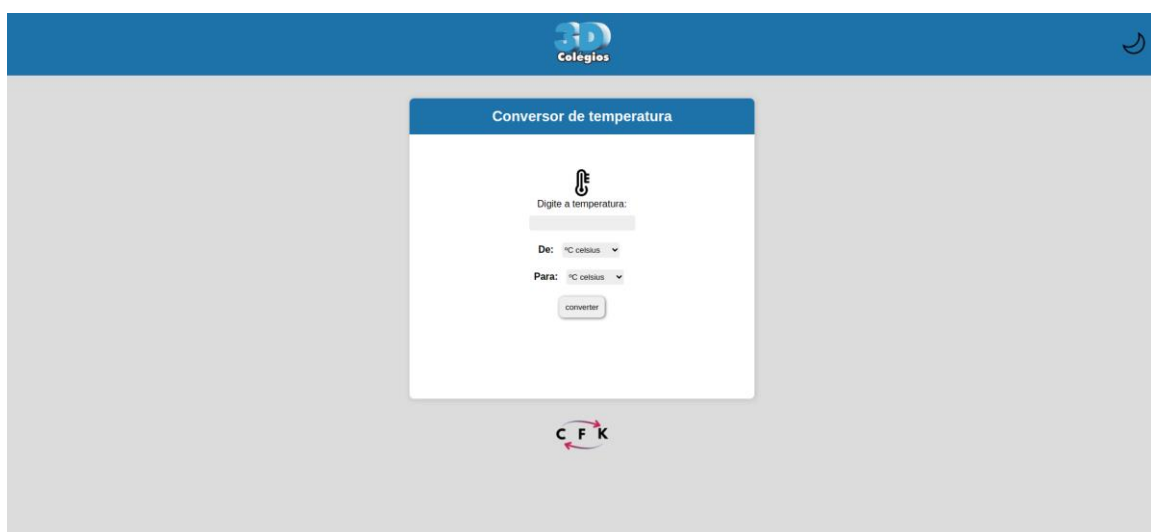 3D
Colégios
Conversor de temperatura
Digite a temperatura:
De: ºC celsius
Para: ºC celsius
converter
C F K